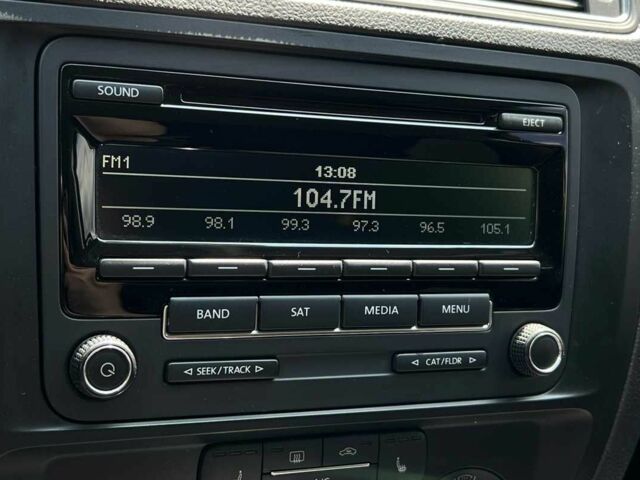 SOUND
EJECT
FM1
13:08
104.7FM
98.9 98.1 99.3 97.3 96.5 105.1
BAND SAT MEDIA MENU
SEEK/TRACK CAT/FLDR